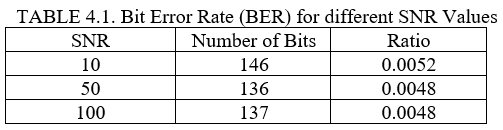 TABLE 4.1. Bit Error Rate (BER) for different SNR Values
SNR Number of Bits Ratio
10 146 0.0052
50 136 0.0048
100 137 0.0048